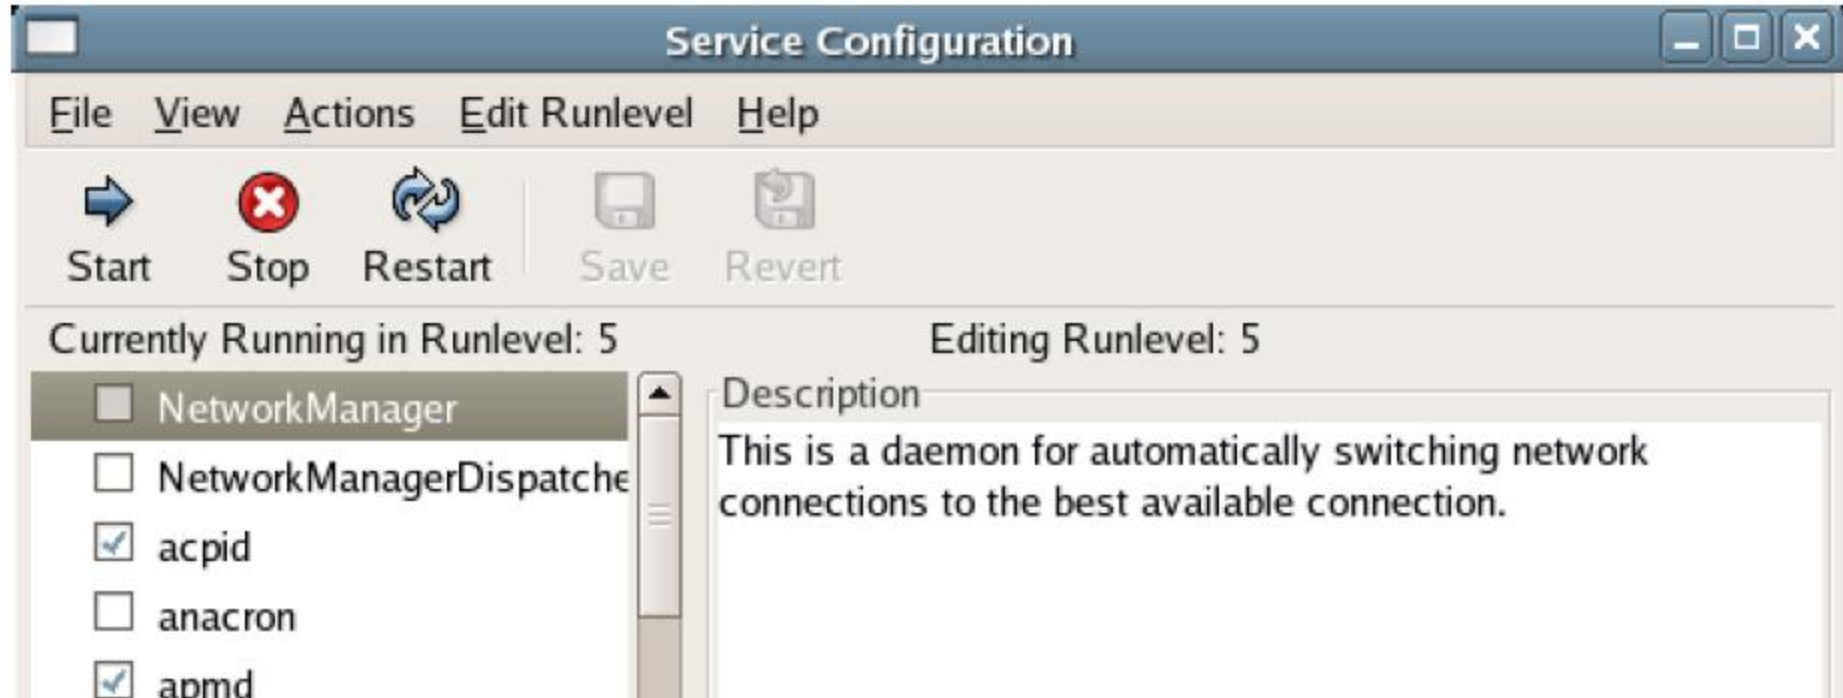 Service Configuration
File View Actions Edit Runlevel Help
Start Stop Restart Save Revert
Currently Running in Runlevel: 5
Editing Runlevel: 5
NetworkManager
NetworkManagerDispatche
acpid
anacron
apmd
Description
This is a daemon for automatically switching network
connections to the best available connection.